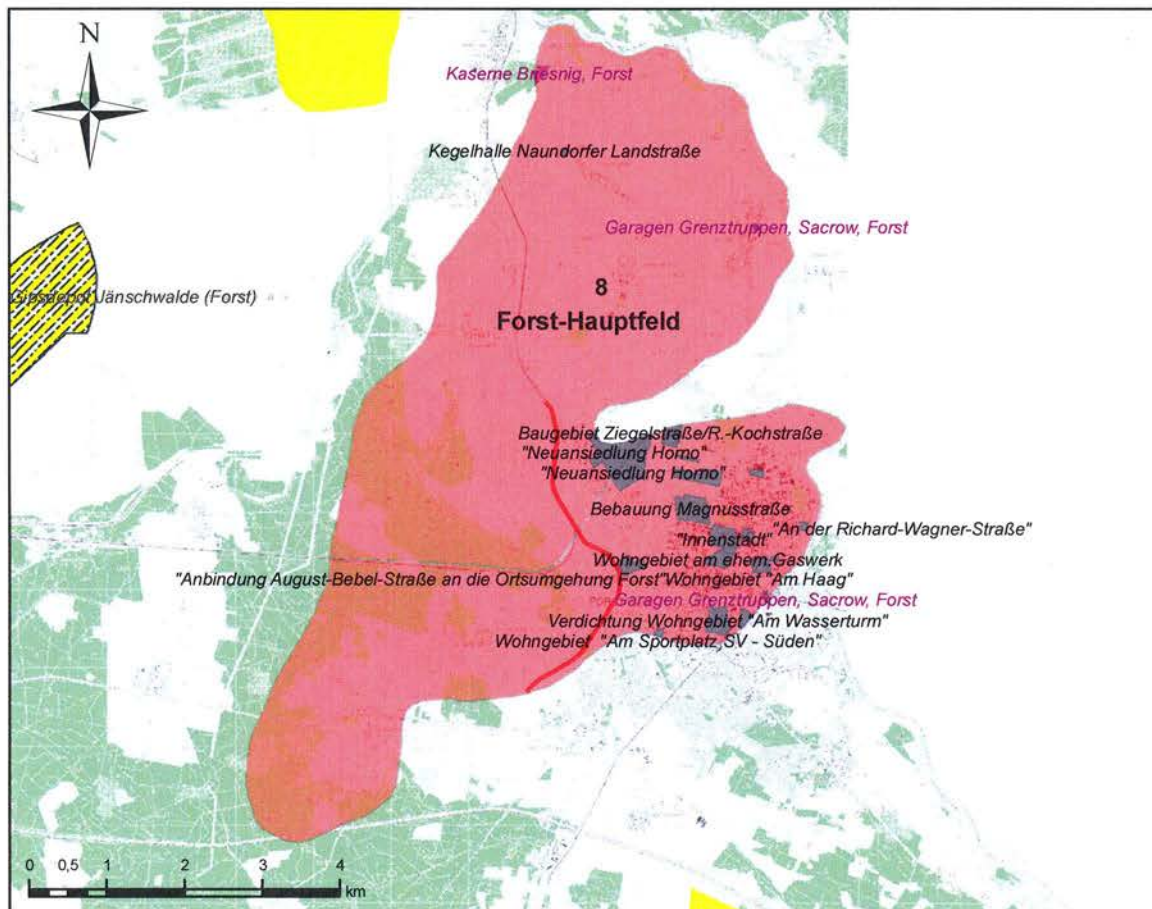 N
Kaserne Briesnig, Forst
Kegelhalle Naundorfer Landstraße
Garagen Grenztruppen, Sacrow, Forst
8
Forst-Hauptfeld
Gipsdepot Jänschwalde (Forst)
Baugebiet Ziegelstraße/R.-Kochstraße
"Neuansiedlung Horno"
"Neuansiedlung Horno"
Bebauung Magnusstraße
"An der Richard-Wagner-Straße"
"Innenstadt"
Wohngebiet am ehem.Gaswerk
"Anbindung August-Bebel-Straße an die Ortsumgehung Forst"
Wohngebiet "Am Haag"
Garagen Grenztruppen, Sacrow, Forst
Verdichtung Wohngebiet "Am Wasserturm"
Wohngebiet "Am Sportplatz SV - Süden"
0 0,5 1 2 3 4
km